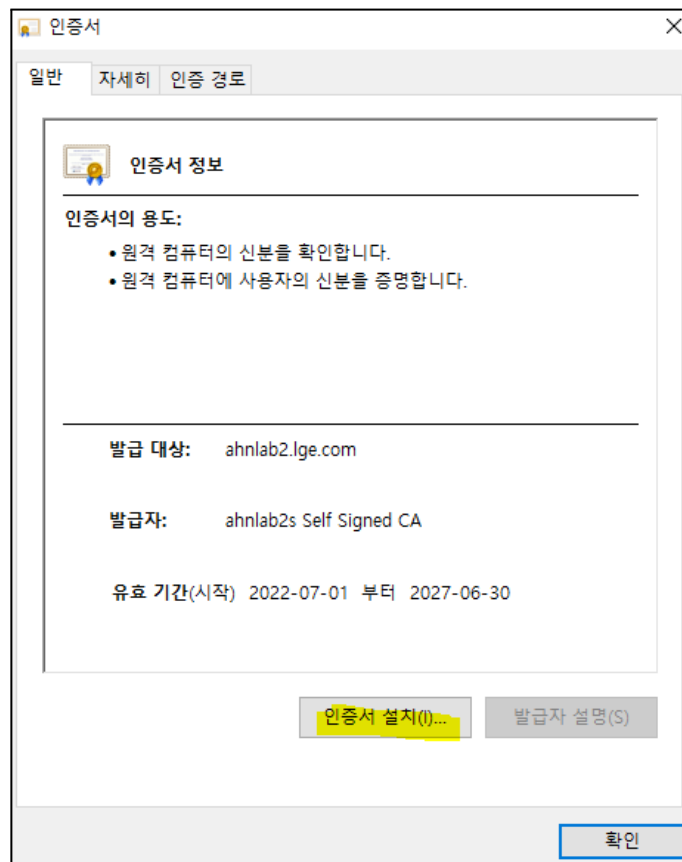 인증서
일반 자세히 인증 경로
인증서 정보
인증서의 용도:
• 원격 컴퓨터의 신분을 확인합니다.
• 원격 컴퓨터에 사용자의 신분을 증명합니다.
발급 대상: ahnlab2.lge.com
발급자: ahnlab2s Self Signed CA
유효 기간(시작) 2022-07-01 부터 2027-06-30
인증서 설치(I)... 발급자 설명(S)
확인